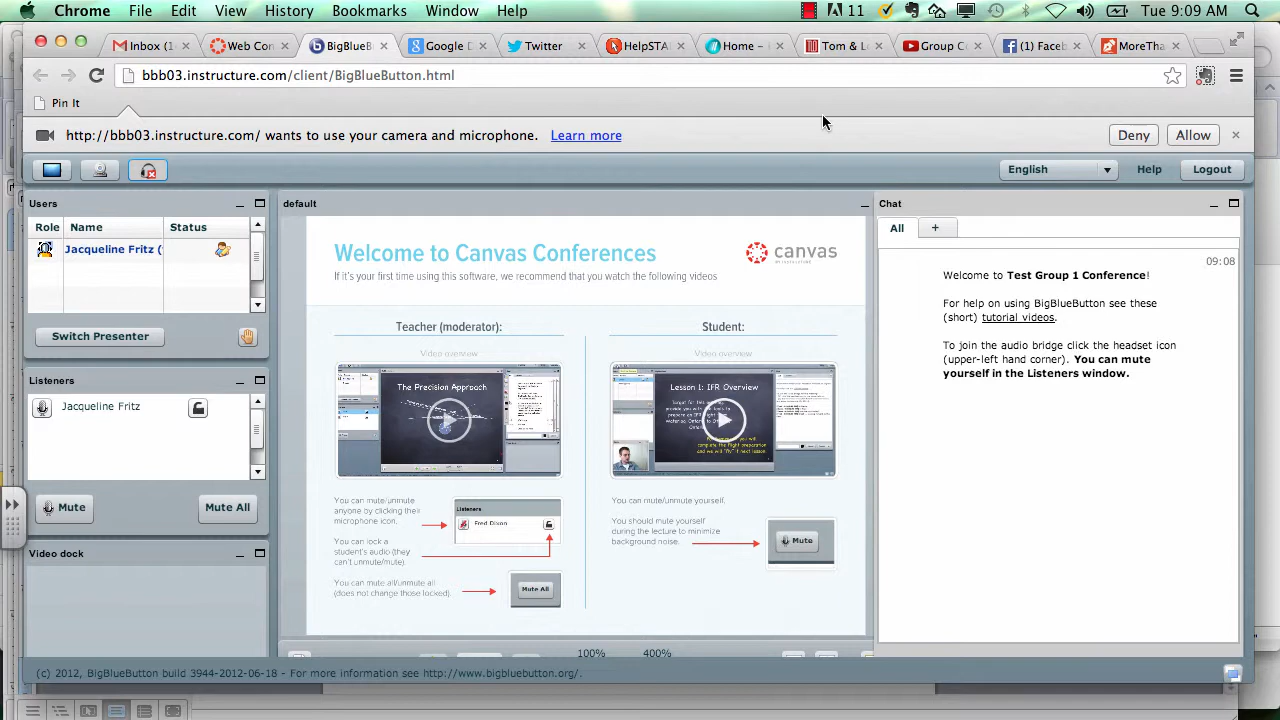 Chrome File Edit View History Bookmarks Window Help 11 Tue 9:09 AM
Inbox (1 Web Con BigBlueB Google D Twitter HelpSTA Home – Tom & L Group C (1) Faceb MoreTha
bbb03.instructure.com/client/BigBlueButton.html
Pin It
http://bbb03.instructure.com/ wants to use your camera and microphone. Learn more Deny Allow
English Help Logout
Users
Role Name Status
Jacqueline Fritz (
Switch Presenter
Listeners
Jacqueline Fritz
Mute Mute All
Video dock
default
Welcome to Canvas Conferences
canvas
If it's your first time using this software, we recommend that you watch the following videos
Teacher (moderator):
Video overview
The Precision Approach
You can mute/unmute
anyone by clicking their
microphone icon.
Listeners
Fred Dixon
You can lock a
student's audio (they
can't unmute/mute).
You can mute all/unmute all
(does not change those locked).
Mute All
Student:
Video overview
Lesson 1: IFR Overview
You can mute/unmute yourself.
You should mute yourself
during the lecture to minimize
background noise.
Mute
100% 400%
Chat
All +
09:08
Welcome to Test Group 1 Conference!
For help on using BigBlueButton see these
(short) tutorial videos.
To join the audio bridge click the headset icon
(upper-left hand corner). You can mute
yourself in the Listeners window.
(c) 2012, BigBlueButton build 3944-2012-06-18 - For more information see http://www.bigbluebutton.org/.